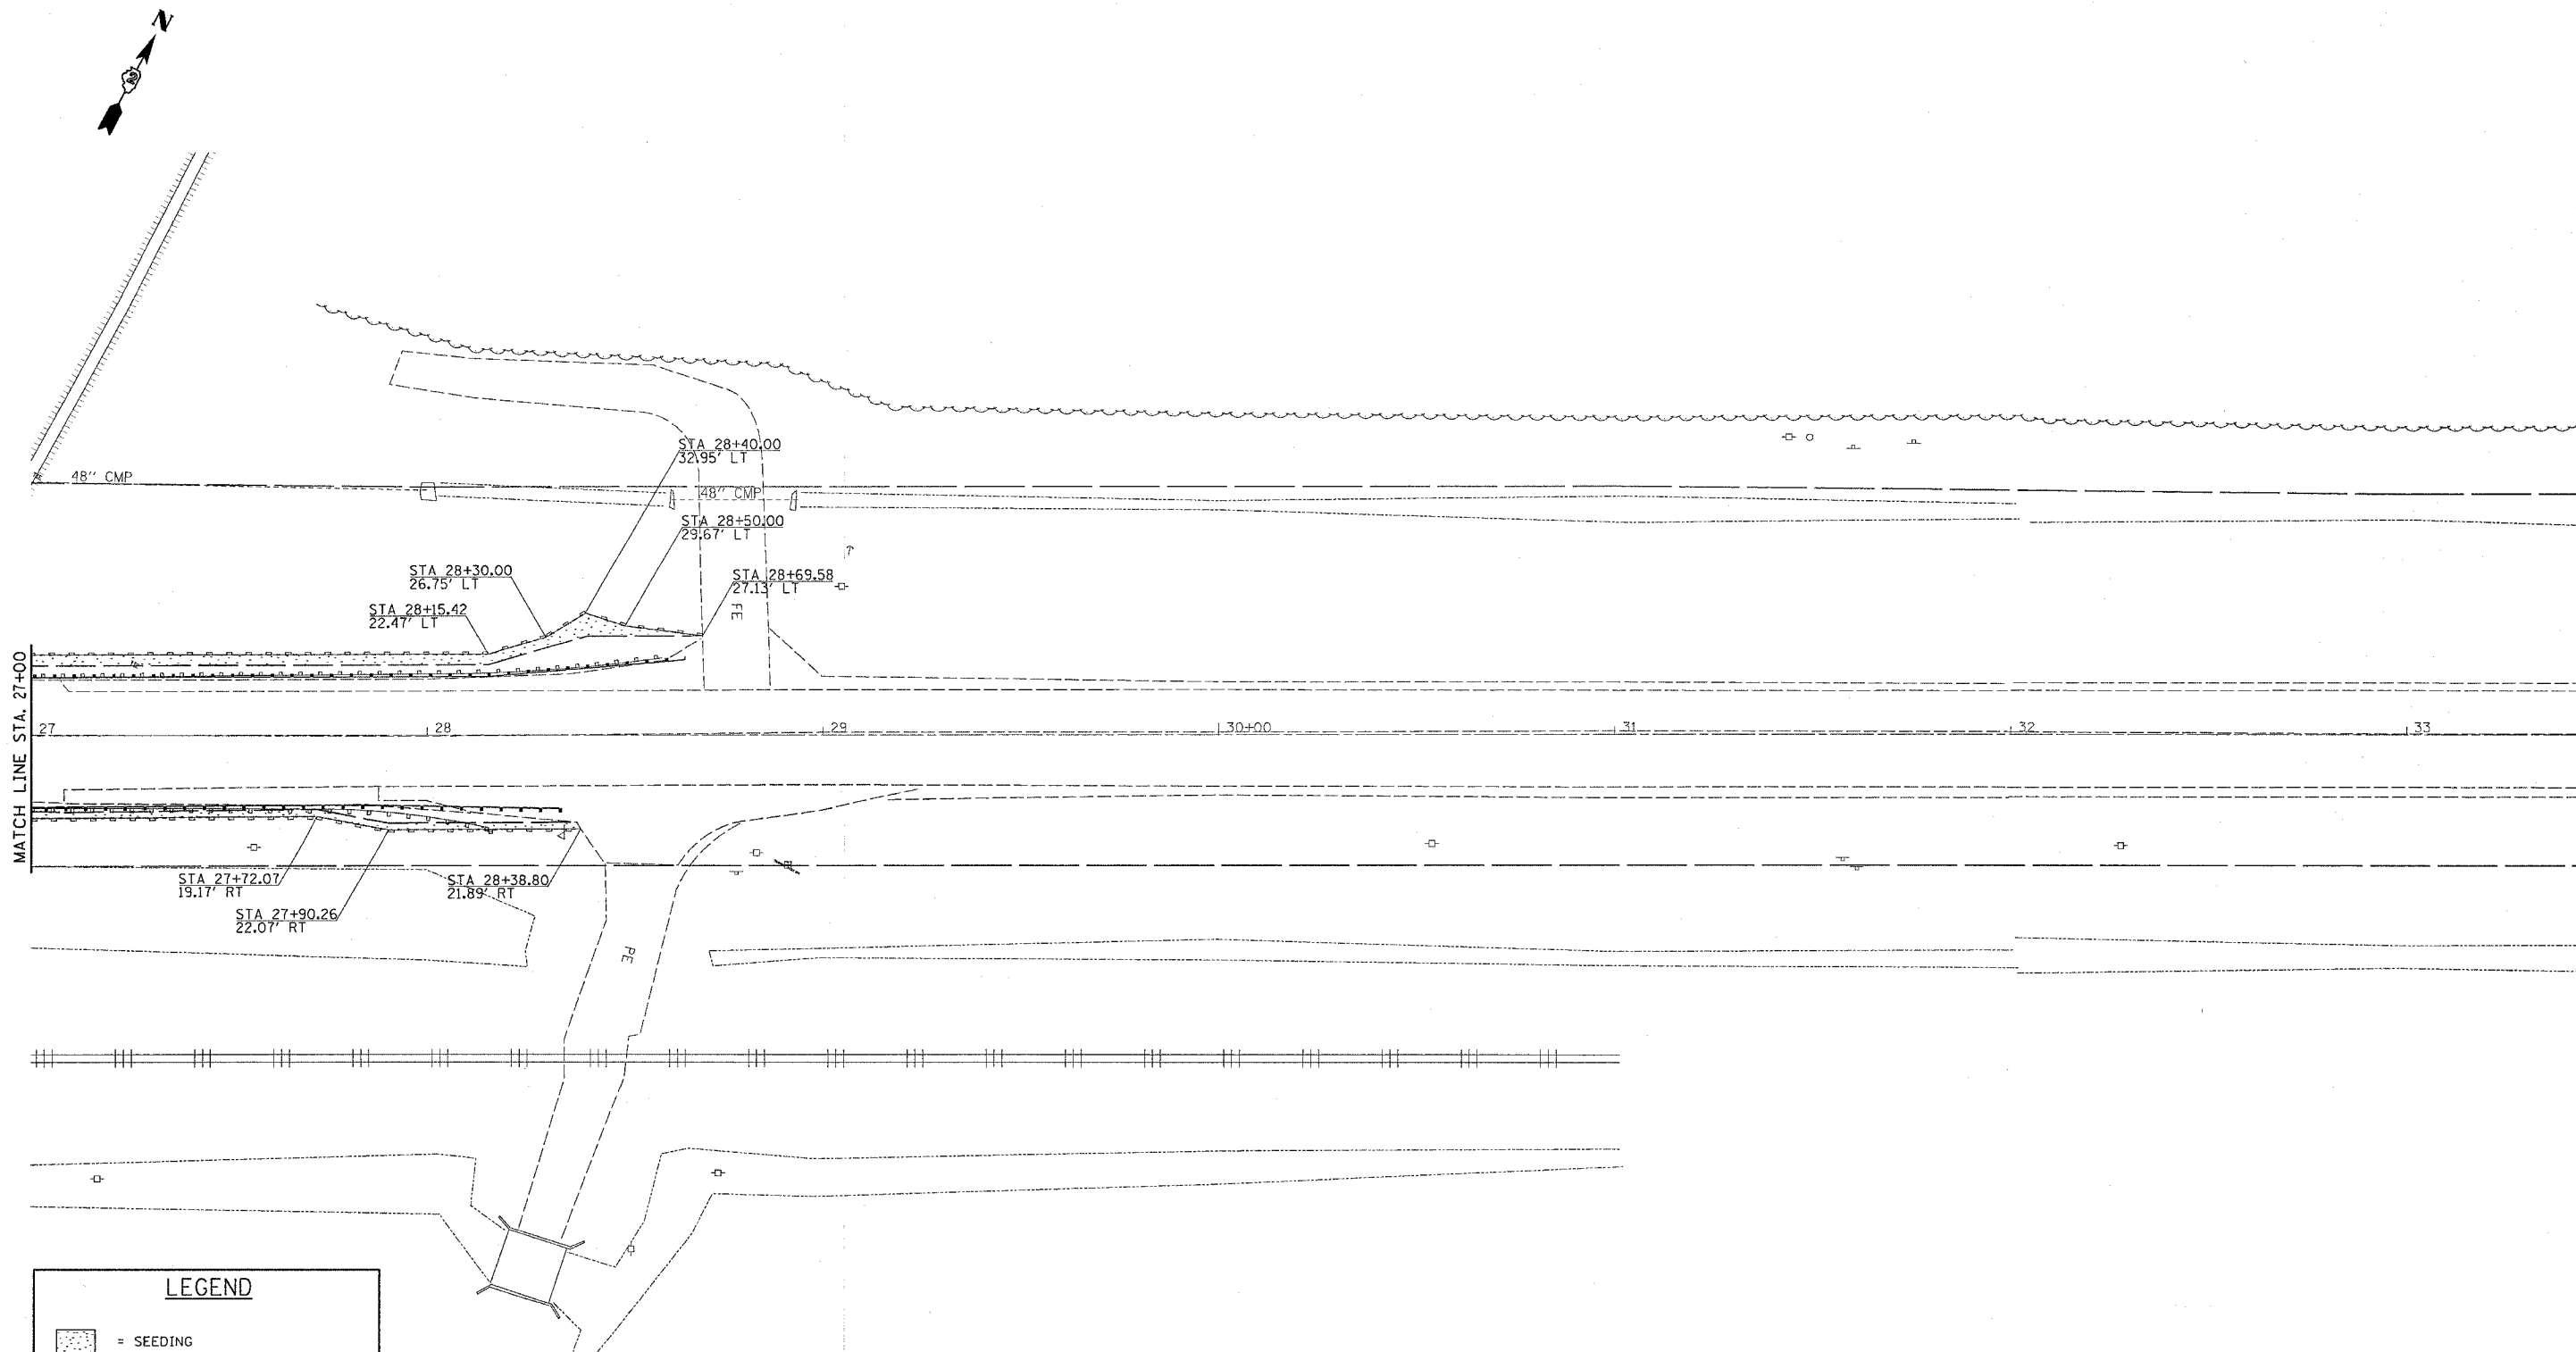 N
2
48'' CMP
STA 28+40.00
32.95' LT
48'' CMP
STA 28+50.00
29.67' LT
STA 28+30.00
26.75' LT
STA 28+69.58
27.13' LT
STA 28+15.42
22.47' LT
FE
MATCH LINE STA. 27+00
27
28
29
30+00
31
32
33
STA 27+72.07
19.17' RT
STA 28+38.80
21.89' RT
STA 27+90.26
22.07' RT
PE
LEGEND
= SEEDING